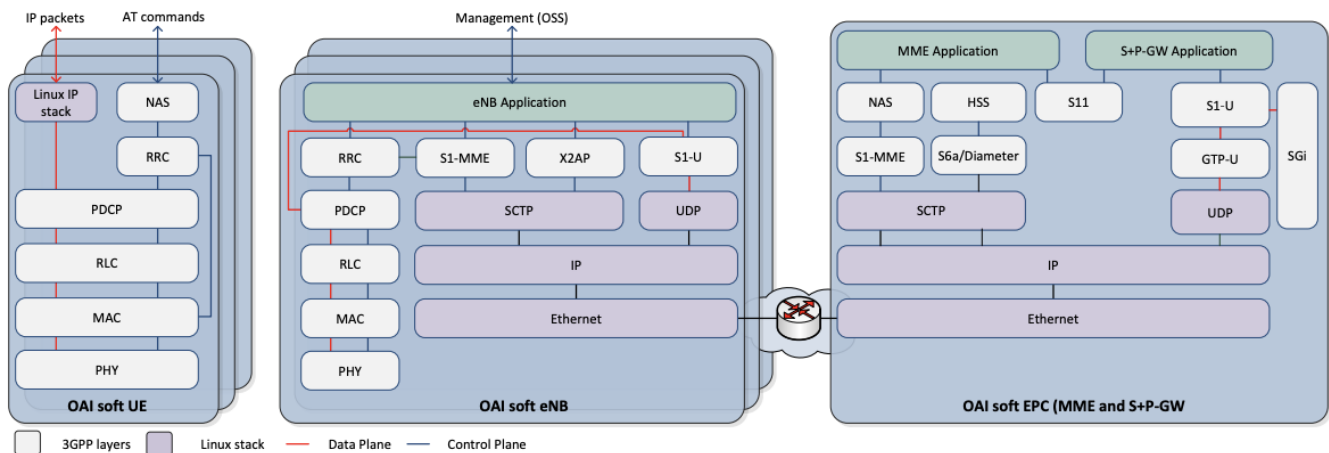 IP packets
AT commands
Linux IP
stack
NAS
RRC
PDCP
RLC
MAC
PHY
OAI soft UE
Management (OSS)
eNB Application
RRC
S1-MME
X2AP
S1-U
PDCP
SCTP
UDP
RLC
IP
MAC
Ethernet
PHY
OAI soft eNB
MME Application
S+P-GW Application
NAS
HSS
S11
S1-U
SGi
S1-MME
S6a/Diameter
GTP-U
SCTP
UDP
IP
Ethernet
OAI soft EPC (MME and S+P-GW
3GPP layers
Linux stack
Data Plane
Control Plane